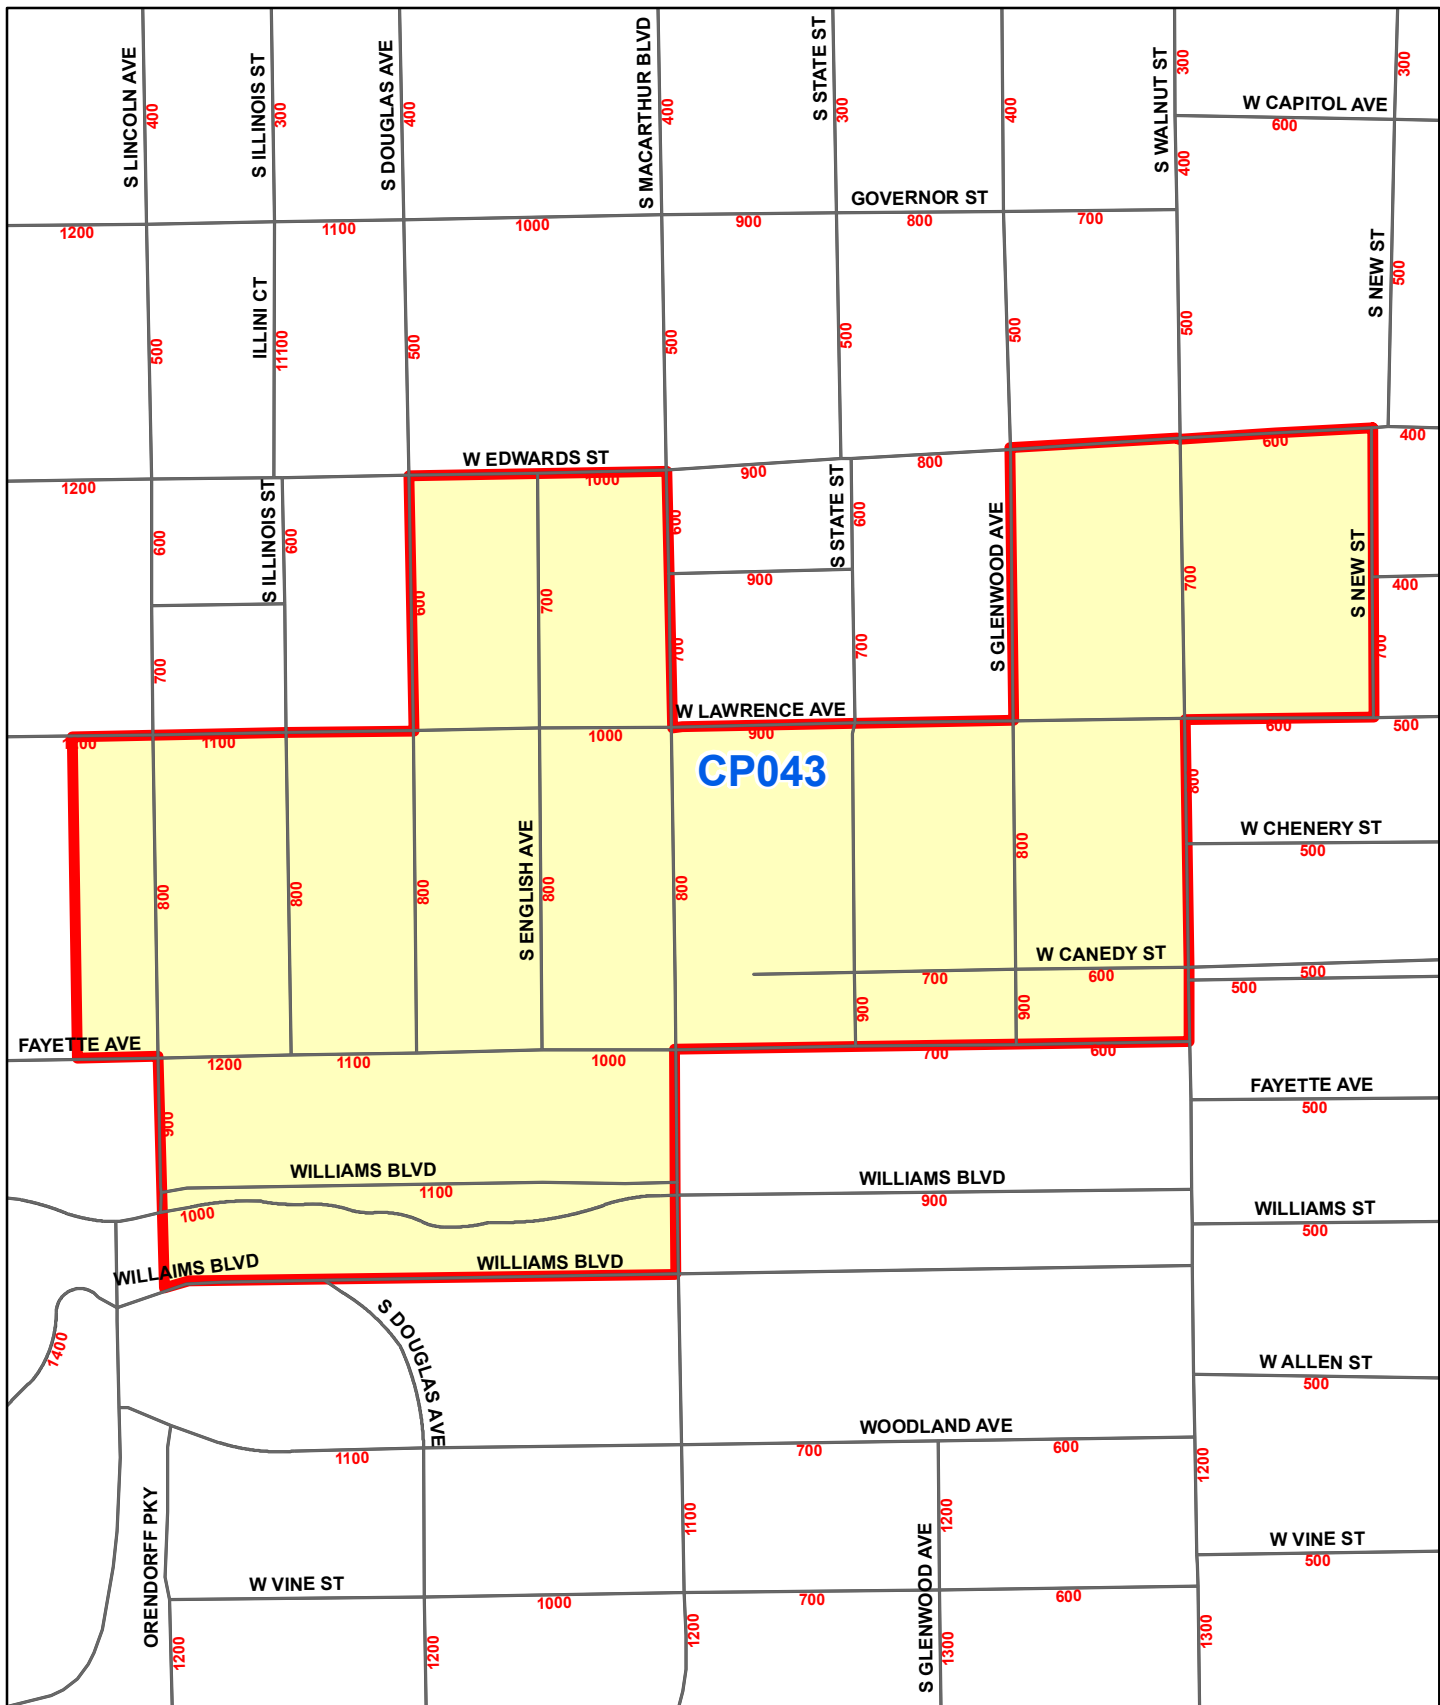 S LINCOLN AVE
400
S ILLINOIS ST
300
S DOUGLAS AVE
400
S MACARTHUR BLVD
400
S STATE ST
300
400
S WALNUT ST
300
400
W CAPITOL AVE
600
300
GOVERNOR ST
1200
1100
1000
900
800
700
ILLINI CT
11100
500
500
500
500
500
500
S NEW ST
500
W EDWARDS ST
1200
1000
900
800
600
400
600
S ILLINOIS ST
600
700
600
700
600
900
700
S STATE ST
600
700
S GLENWOOD AVE
700
S NEW ST
400
700
W LAWRENCE AVE
1200
1100
1000
900
600
500
CP043
800
800
800
S ENGLISH AVE
800
800
800
800
W CHENERY ST
500
W CANEDY ST
700
600
500
500
900
900
FAYETTE AVE
1200
1100
1000
700
600
FAYETTE AVE
500
900
WILLIAMS BLVD
1100
WILLIAMS BLVD
900
1000
WILLIAMS ST
500
WILLAIMS BLVD
WILLIAMS BLVD
1400
S DOUGLAS AVE
W ALLEN ST
500
WOODLAND AVE
1100
700
600
1200
ORENDORFF PKY
1100
S GLENWOOD AVE
1200
W VINE ST
500
W VINE ST
1000
700
600
1200
1200
1200
1300
1300